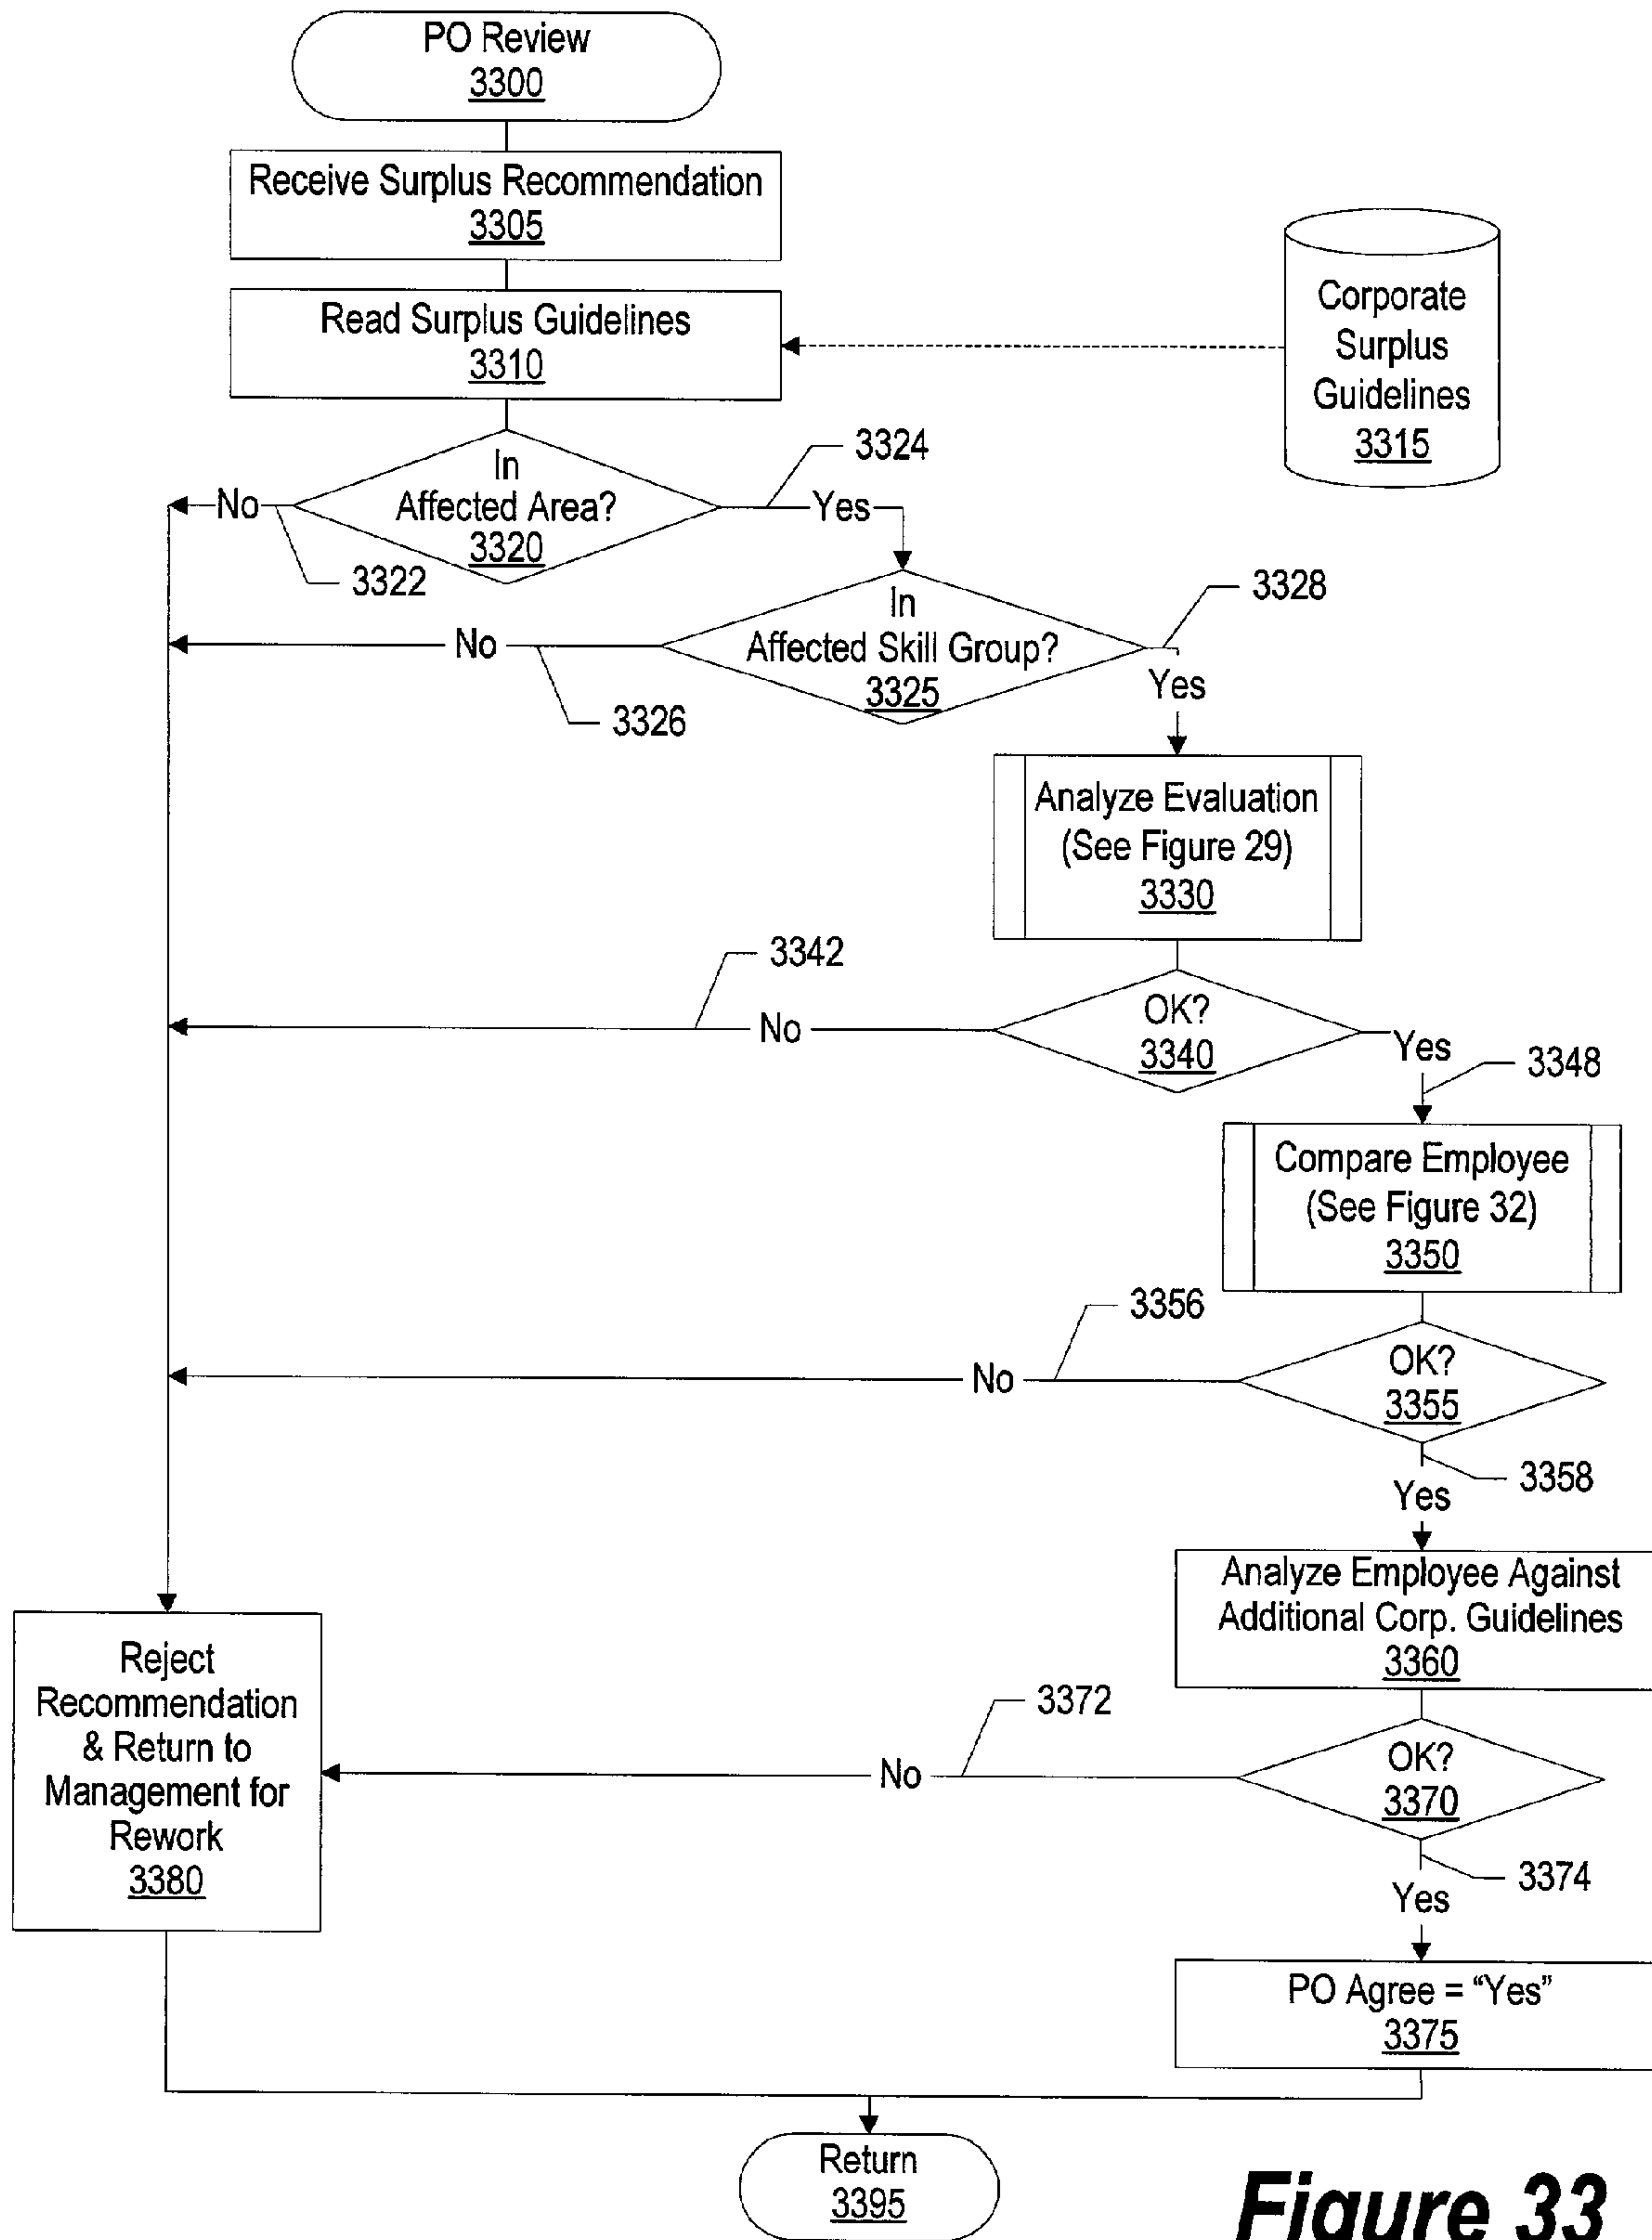 PO Review
3300
Receive Surplus Recommendation
3305
Read Surplus Guidelines
3310
Corporate
Surplus
Guidelines
3315
In
Affected Area?
3320
No
3322
3324
Yes
In
Affected Skill Group?
3325
No
3326
3328
Yes
Analyze Evaluation
(See Figure 29)
3330
OK?
3340
3342
No
Yes
3348
Compare Employee
(See Figure 32)
3350
OK?
3355
3356
No
3358
Yes
Analyze Employee Against
Additional Corp. Guidelines
3360
OK?
3370
3372
No
3374
Yes
PO Agree = “Yes”
3375
Reject
Recommendation
& Return to
Management for
Rework
3380
Return
3395
Figure 33